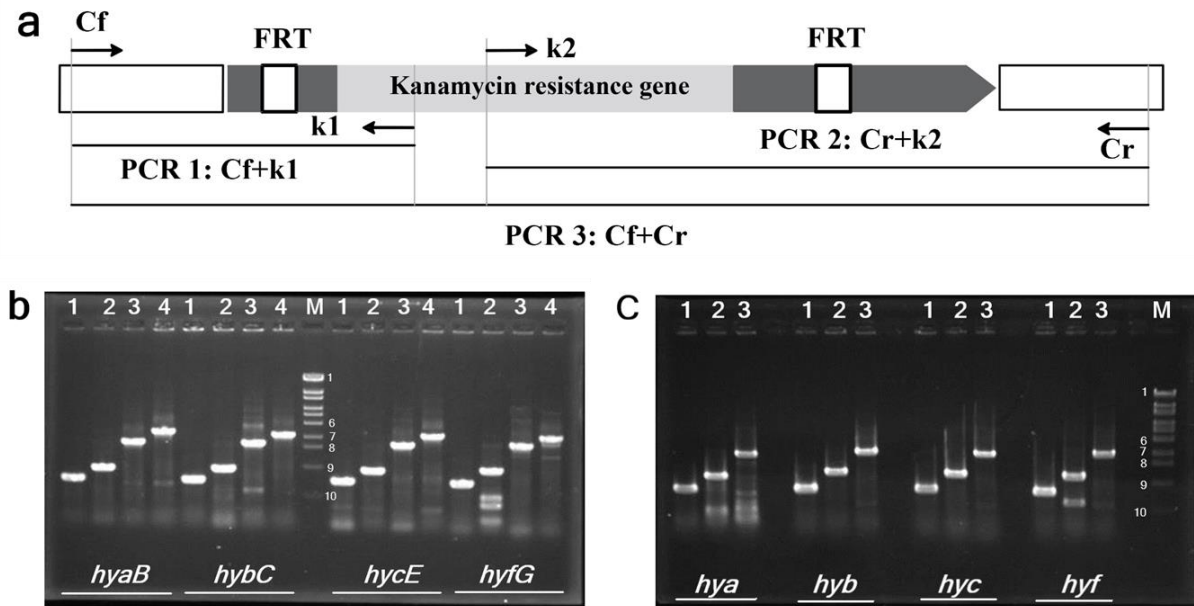 a
Cf
FRT
k2
FRT
Kanamycin resistance gene
k1
PCR 1: Cf+k1
PCR 2: Cr+k2
Cr
PCR 3: Cf+Cr
b
1 2 3 4 1 2 3 4 M 1 2 3 4 1 2 3 4
1
6
7
8
9
10
hyaB hybC hycE hyfG
c
1 2 3 1 2 3 1 2 3 1 2 3 M
1
6
7
8
9
10
hya hyb hyc hyf